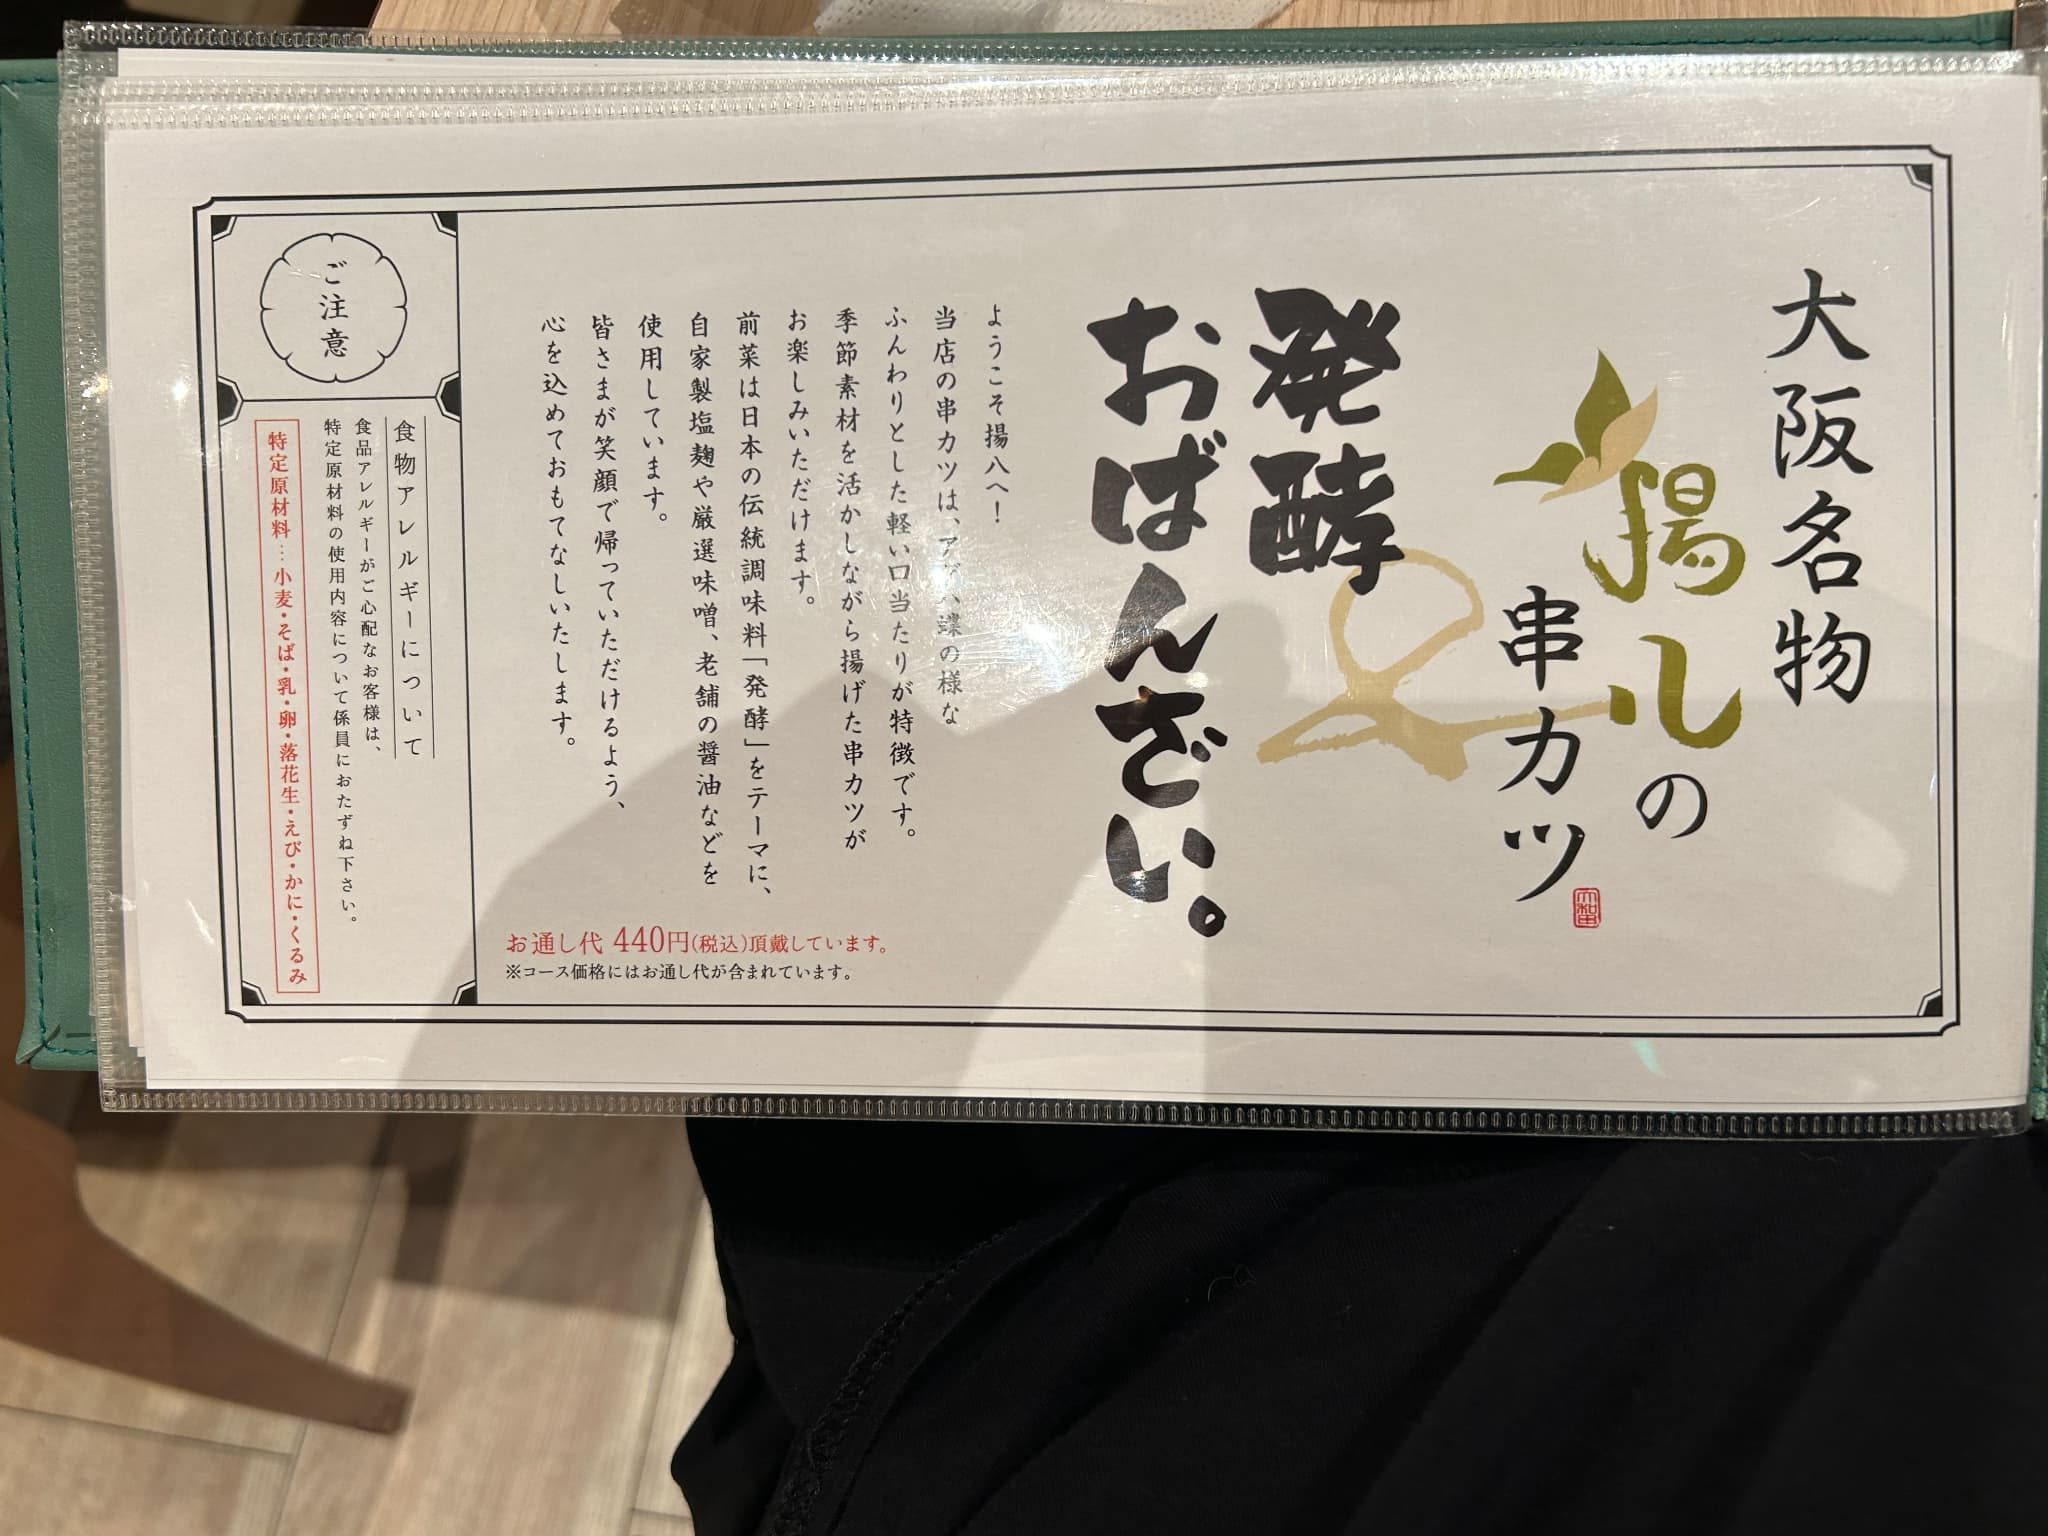 大阪名物
揚八の
串カツ
発酵
おばんざい。
ようこそ揚八へ！
当店の串カツは、アゲハ蝶の様な
ふんわりとした軽い口当たりが特徴です。
季節素材を活かしながら揚げた串カツが
お楽しみいただけます。
前菜は日本の伝統調味料「発酵」をテーマに、
自家製塩麹や厳選味噌、老舗の醤油などを
使用しています。
皆さまが笑顔で帰っていただけるよう、
心を込めておもてなしいたします。
お通し代 440円(税込)頂戴しています。
※コース価格にはお通し代が含まれています。
ご注意
食物アレルギーについて
食品アレルギーがご心配なお客様は、
特定原材料の使用内容について係員におたずね下さい。
特定原材料…小麦・そば・乳・卵・落花生・えび・かに・くるみ